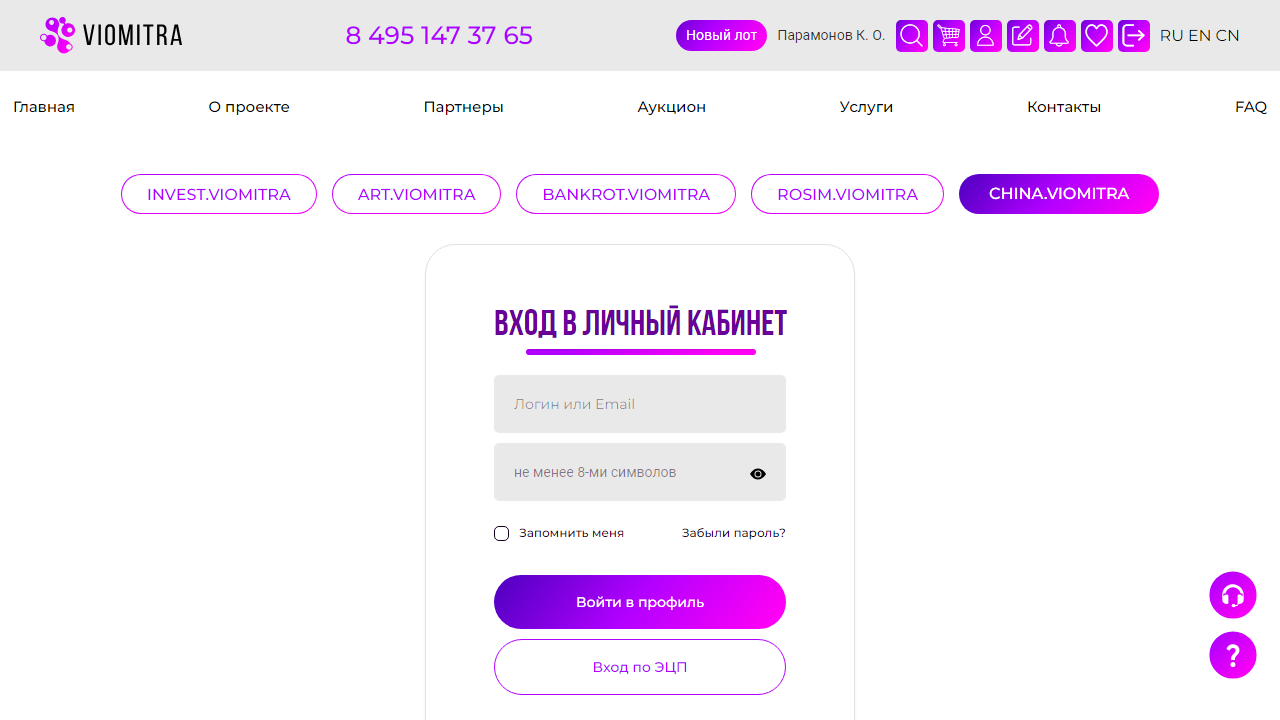 VIOMITRA
8 495 147 37 65
Новый лот
Парамонов К. О.
RU EN CN
Главная
О проекте
Партнеры
Аукцион
Услуги
Контакты
FAQ
INVEST.VIOMITRA
ART.VIOMITRA
BANKROT.VIOMITRA
ROSIM.VIOMITRA
CHINA.VIOMITRA
ВХОД В ЛИЧНЫЙ КАБИНЕТ
Логин или Email
не менее 8-ми символов
Запомнить меня
Забыли пароль?
Войти в профиль
Вход по ЭЦП
?